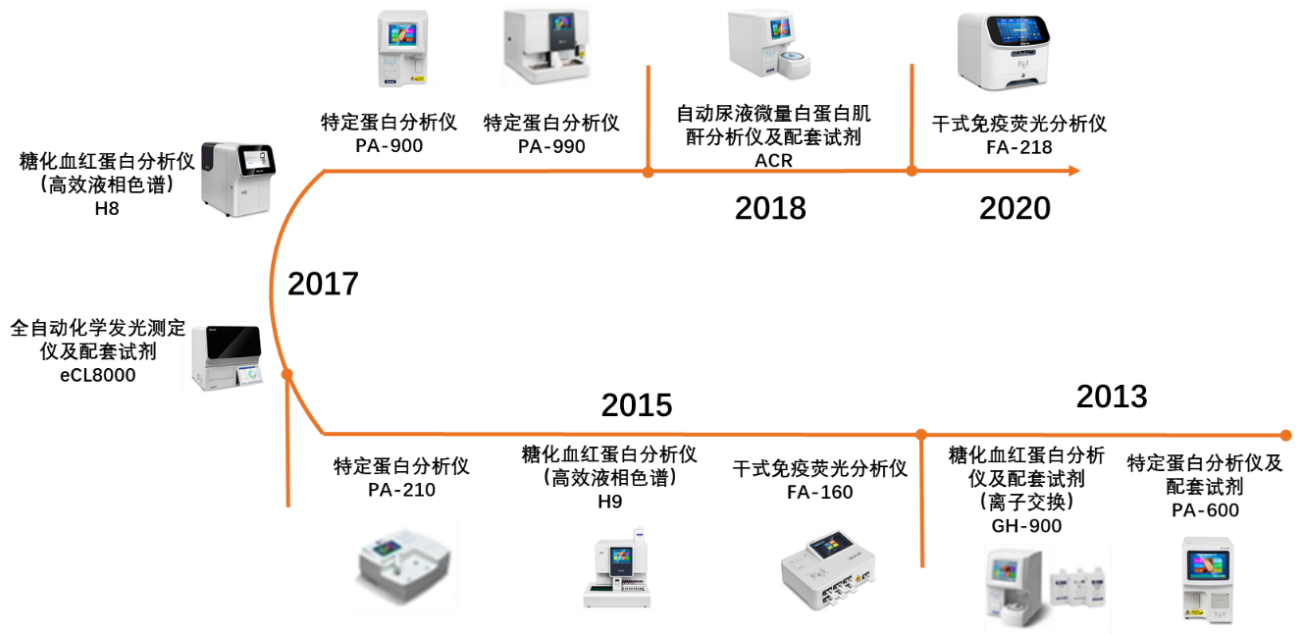 特定蛋白分析仪
PA-900
特定蛋白分析仪
PA-990
自动尿液微量白蛋白肌
酐分析仪及配套试剂
ACR
干式免疫荧光分析仪
FA-218
糖化血红蛋白分析仪
(高效液相色谱)
H8
2018
2020
2017
全自动化学发光测定
仪及配套试剂
eCL8000
2015
2013
特定蛋白分析仪
PA-210
糖化血红蛋白分析仪
(高效液相色谱)
H9
干式免疫荧光分析仪
FA-160
糖化血红蛋白分析
仪及配套试剂
(离子交换)
GH-900
特定蛋白分析仪及
配套试剂
PA-600